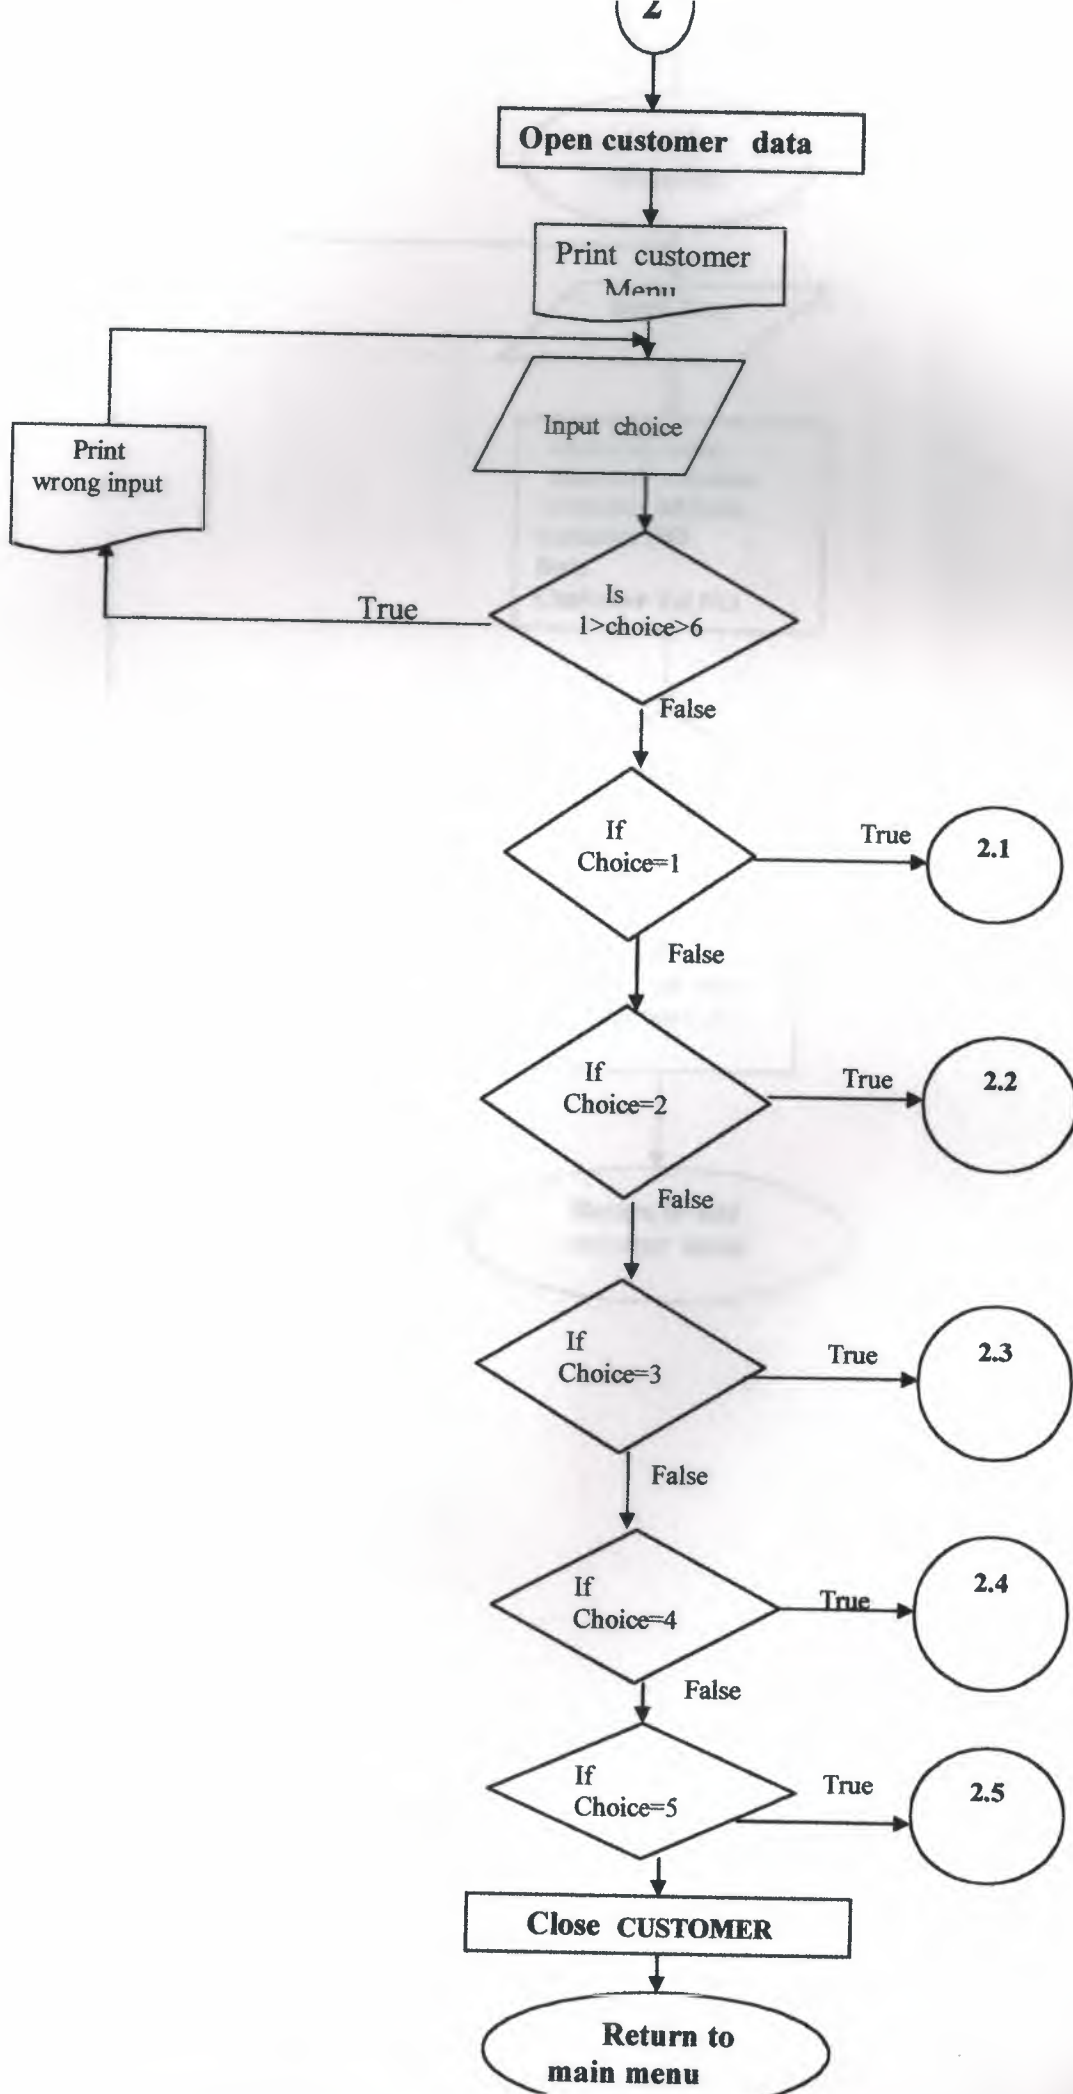 2
Open customer data
Print customer
Menu
Input choice
Print
wrong input
Is
1>choice>6
True
False
If
Choice=1
True
2.1
False
If
Choice=2
True
2.2
False
If
Choice=3
True
2.3
False
If
Choice=4
True
2.4
False
If
Choice=5
True
2.5
Close CUSTOMER
Return to
main menu